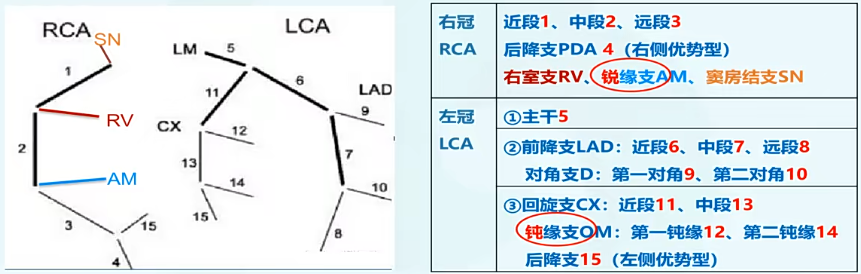 RCA
SN
1
RV
2
AM
3
15
4
LCA
LM
5
6
11
LAD
9
CX
12
7
13
14
10
15
8
右冠
RCA
近段1、中段2、远段3
后降支PDA 4（右侧优势型）
右室支RV、锐缘支AM、窦房结支SN
左冠
LCA
①主干5
②前降支LAD：近段6、中段7、远段8
对角支D：第一对角9、第二对角10
③回旋支CX：近段11、中段13
钝缘支OM：第一钝缘12、第二钝缘14
后降支15（左侧优势型）